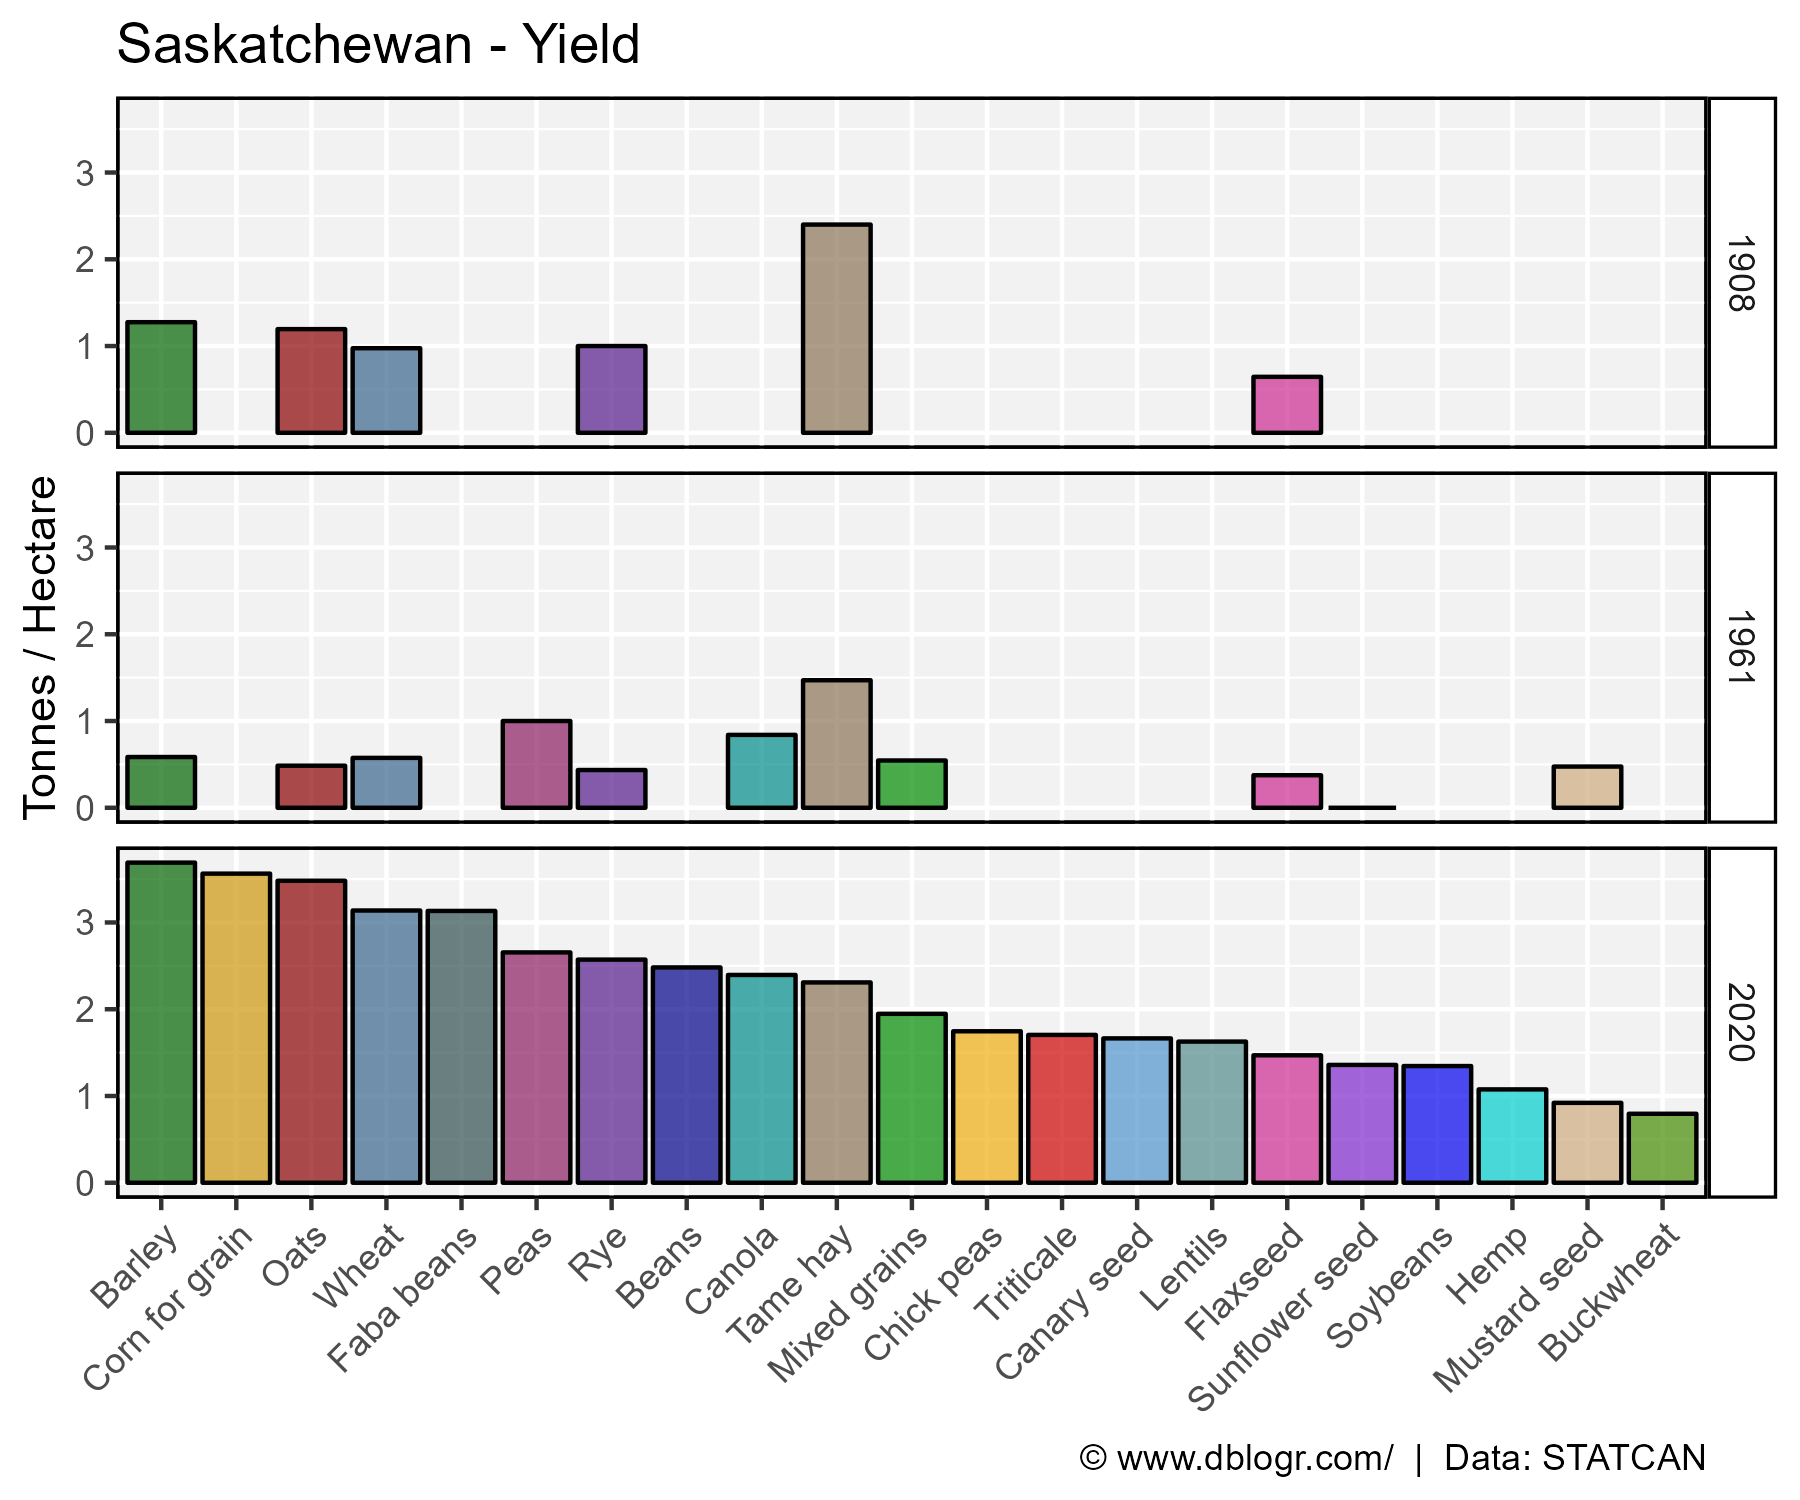 Saskatchewan - Yield
Tonnes / Hectare
3
2
1
0
1908
3
2
1
0
1961
3
2
1
0
2020
Barley
Corn for grain
Oats
Wheat
Faba beans
Peas
Rye
Beans
Canola
Tame hay
Mixed grains
Chick peas
Triticale
Canary seed
Lentils
Flaxseed
Sunflower seed
Soybeans
Hemp
Mustard seed
Buckwheat
© www.dblogr.com/ | Data: STATCAN